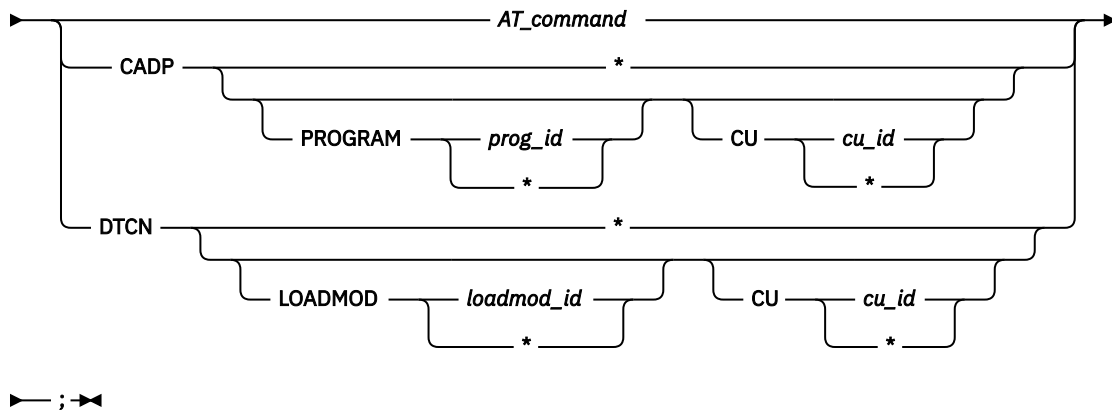 AT_command
CADP *
PROGRAM prog_id CU cu_id
* *
DTCN *
LOADMOD loadmod_id CU cu_id
* *
;